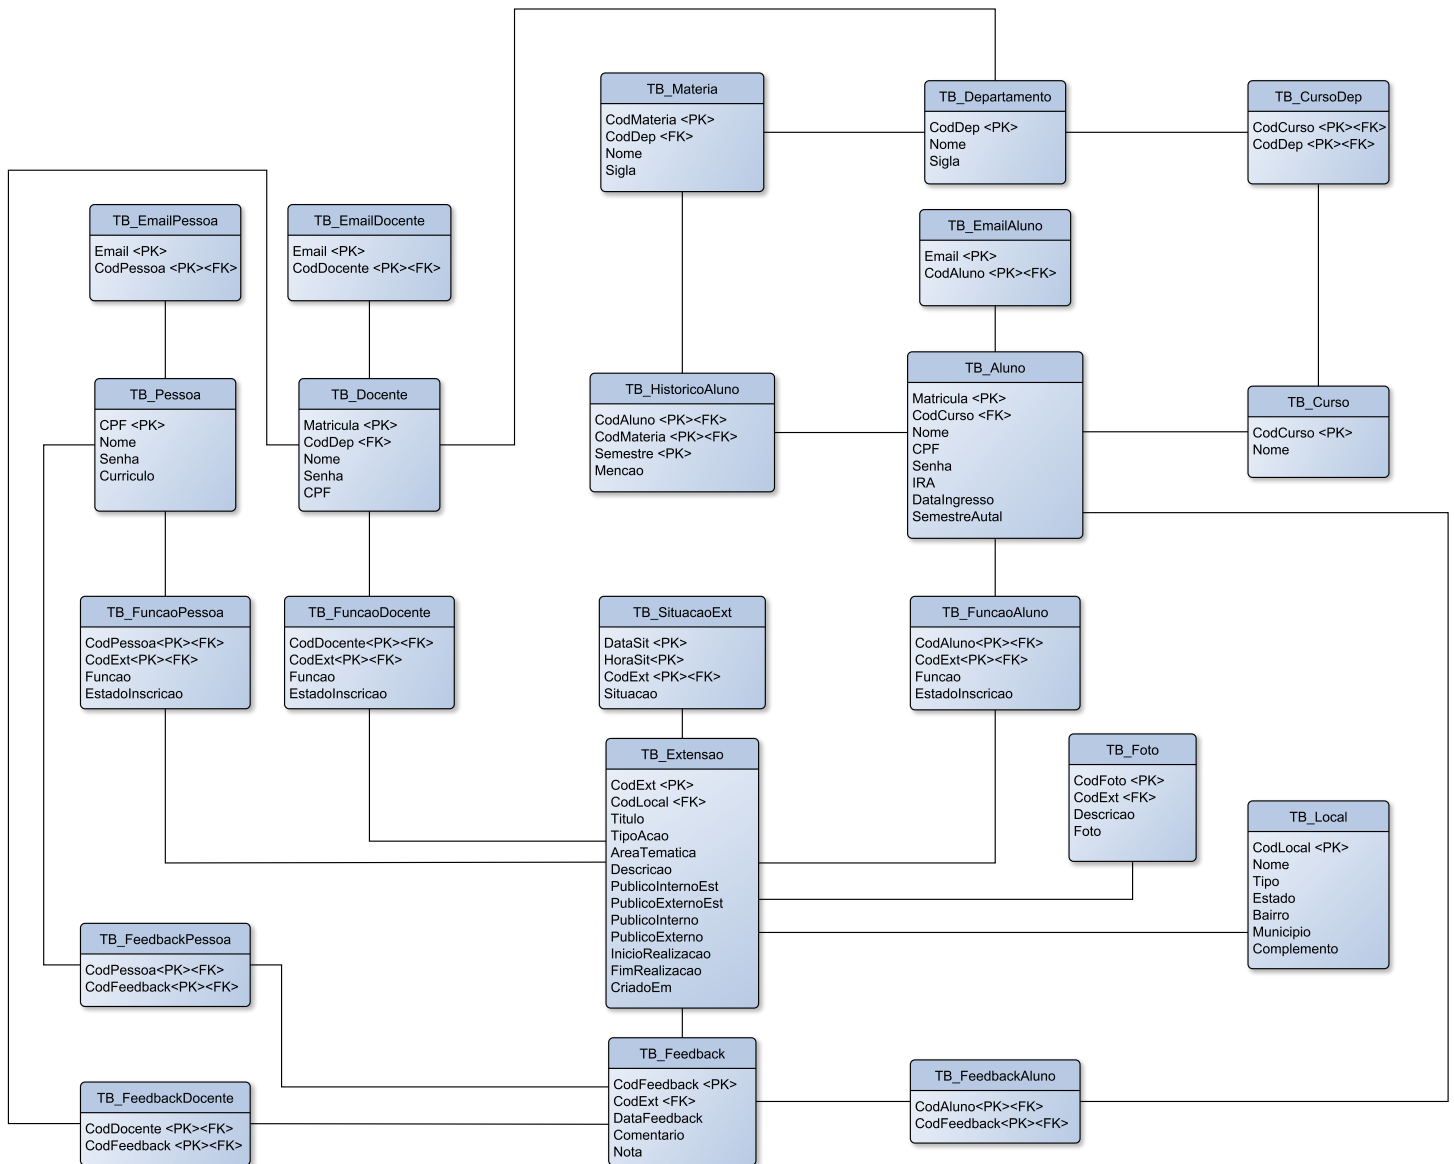 TB_Materia
CodMateria <PK>
CodDep <FK>
Nome
Sigla
TB_Departamento
CodDep <PK>
Nome
Sigla
TB_CursoDep
CodCurso <PK><FK>
CodDep <PK><FK>
TB_EmailPessoa
Email <PK>
CodPessoa <PK><FK>
TB_EmailDocente
Email <PK>
CodDocente <PK><FK>
TB_EmailAluno
Email <PK>
CodAluno <PK><FK>
TB_Pessoa
CPF <PK>
Nome
Senha
Curriculo
TB_Docente
Matricula <PK>
CodDep <FK>
Nome
Senha
CPF
TB_HistoricoAluno
CodAluno <PK><FK>
CodMateria <PK><FK>
Semestre <PK>
Mencao
TB_Aluno
Matricula <PK>
CodCurso <FK>
Nome
CPF
Senha
IRA
DataIngresso
SemestreAutal
TB_Curso
CodCurso <PK>
Nome
TB_FuncaoPessoa
CodPessoa<PK><FK>
CodExt<PK><FK>
Funcao
EstadoInscricao
TB_FuncaoDocente
CodDocente<PK><FK>
CodExt<PK><FK>
Funcao
EstadoInscricao
TB_SituacaoExt
DataSit <PK>
HoraSit<PK>
CodExt <PK><FK>
Situacao
TB_FuncaoAluno
CodAluno<PK><FK>
CodExt<PK><FK>
Funcao
EstadoInscricao
TB_Extensao
CodExt <PK>
CodLocal <FK>
Titulo
TipoAcao
AreaTematica
Descricao
PublicoInternoEst
PublicoExternoEst
PublicoInterno
PublicoExterno
InicioRealizacao
FimRealizacao
CriadoEm
TB_Foto
CodFoto <PK>
CodExt <FK>
Descricao
Foto
TB_Local
CodLocal <PK>
Nome
Tipo
Estado
Bairro
Municipio
Complemento
TB_FeedbackPessoa
CodPessoa<PK><FK>
CodFeedback<PK><FK>
TB_FeedbackDocente
CodDocente <PK><FK>
CodFeedback <PK><FK>
TB_Feedback
CodFeedback <PK>
CodExt <FK>
DataFeedback
Comentario
Nota
TB_FeedbackAluno
CodAluno<PK><FK>
CodFeedback<PK><FK>